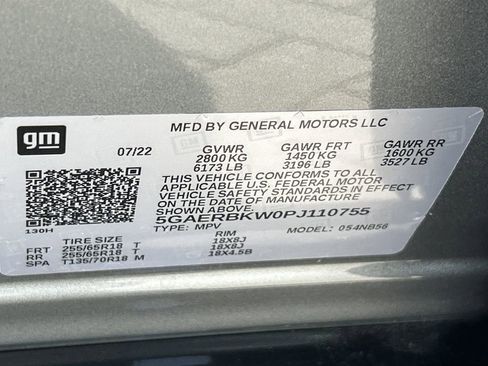 gm
MFD BY GENERAL MOTORS LLC
07/22 GVWR GAWR FRT GAWR RR
2800 KG 1450 KG 1600 KG
6173 LB 3196 LB 3527 LB
THIS VEHICLE CONFORMS TO ALL
APPLICABLE U.S. FEDERAL MOTOR
VEHICLE SAFETY STANDARDS IN EFFECT
ON THE DATE OF MANUFACTURE
SHOWN ABOVE.
5GAERBKW0PJ110755
130H TYPE: MPV MODEL: 054NB56
TIRE SIZE RIM
FRT 255/65R18 T 18X8J
RR 255/65R18 T 18X8J
SPA T135/70R18 M 18X4.5B